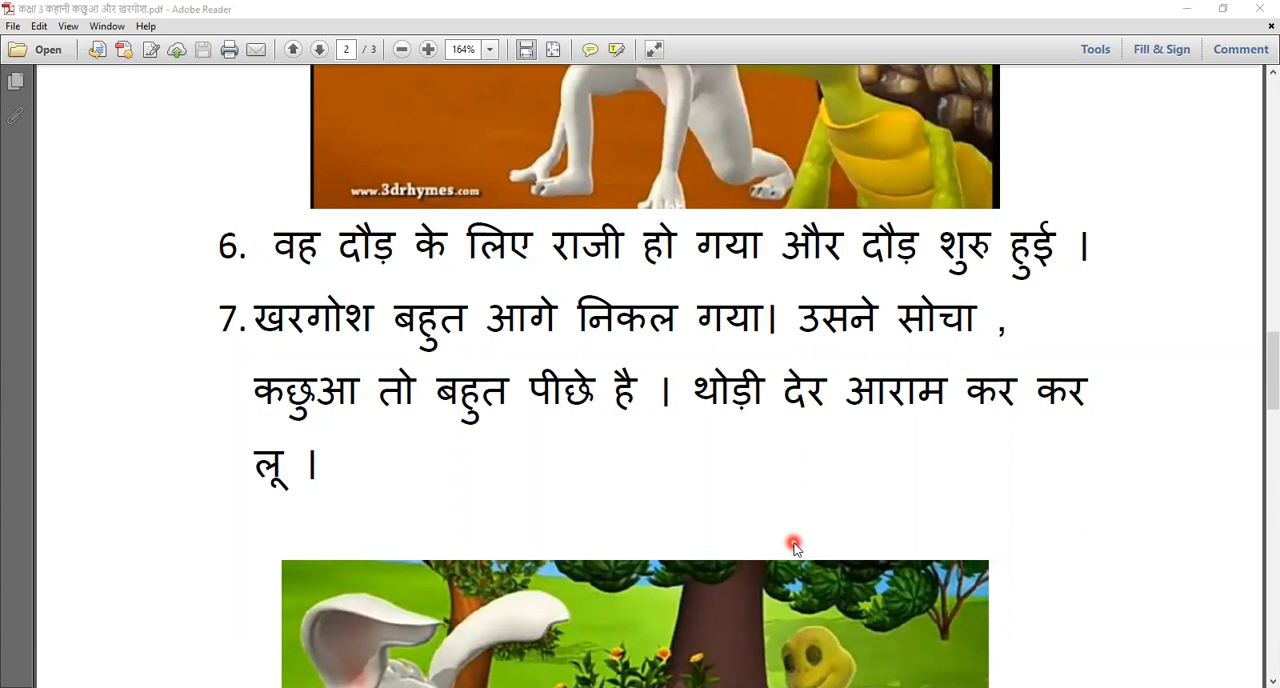 कक्षा 3 कहानी कछुआ और खरगोश.pdf - Adobe Reader
File Edit View Window Help
Open 2 / 3 164% Tools Fill & Sign Comment
www.3drhymes.com
6. वह दौड़ के लिए राजी हो गया और दौड़ शुरु हुई ।
7. खरगोश बहुत आगे निकल गया। उसने सोचा ,
कछुआ तो बहुत पीछे है । थोड़ी देर आराम कर कर
लू ।